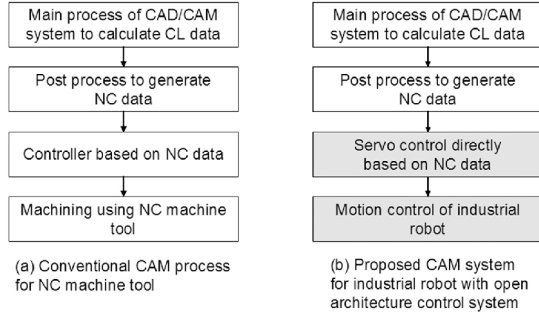 Main process of CAD/CAM
system to calculate CL data
Post process to generate
NC data
Controller based on NC data
Machining using NC machine
tool
(a) Conventional CAM process
for NC machine tool
Main process of CAD/CAM
system to calculate CL data
Post process to generate
NC data
Servo control directly
based on NC data
Motion control of industrial
robot
(b) Proposed CAM system
for industrial robot with open
architecture control system